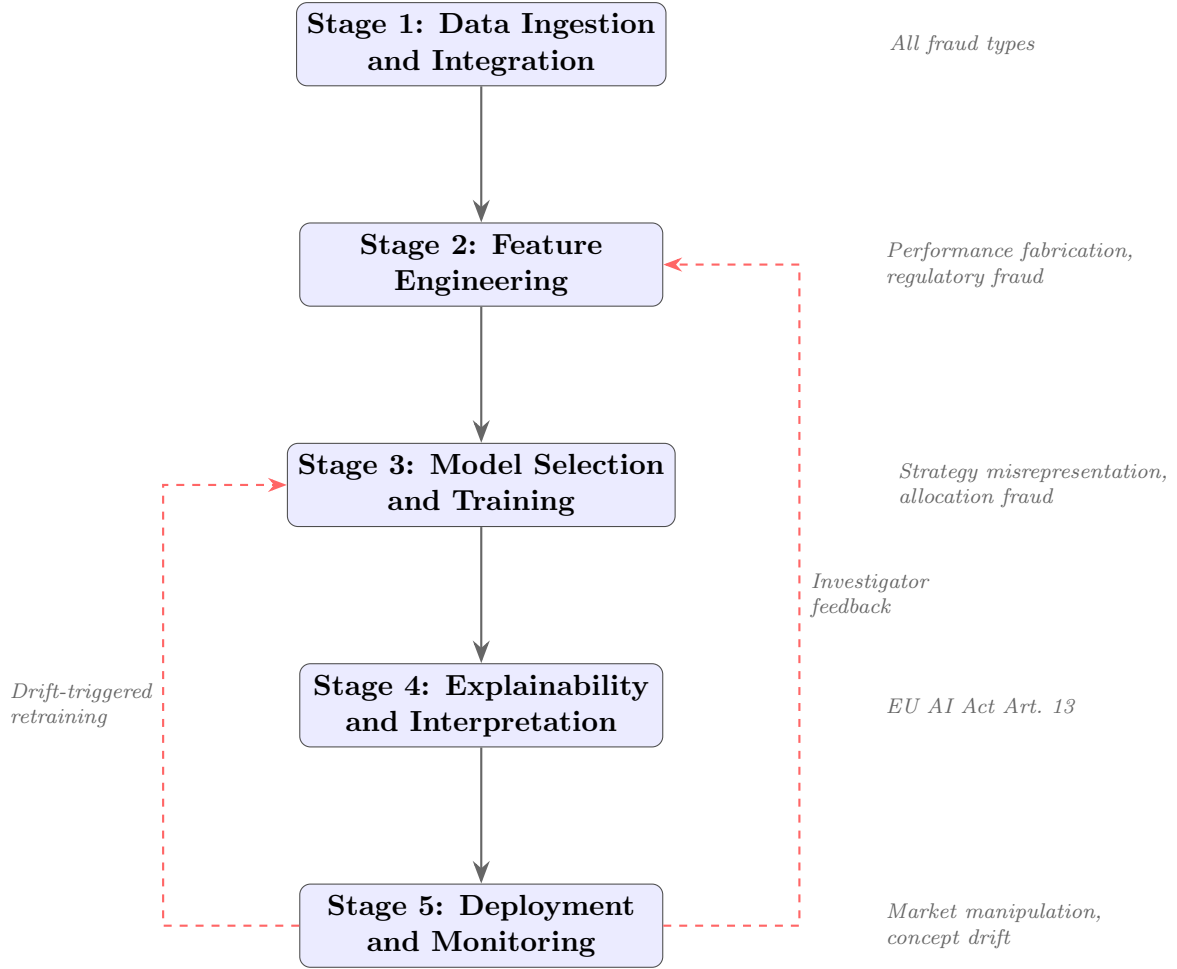 Stage 1: Data Ingestion
and Integration
All fraud types
Stage 2: Feature
Engineering
Performance fabrication,
regulatory fraud
Stage 3: Model Selection
and Training
Strategy misrepresentation,
allocation fraud
Investigator
feedback
Stage 4: Explainability
and Interpretation
Drift-triggered
retraining
EU AI Act Art. 13
Stage 5: Deployment
and Monitoring
Market manipulation,
concept drift